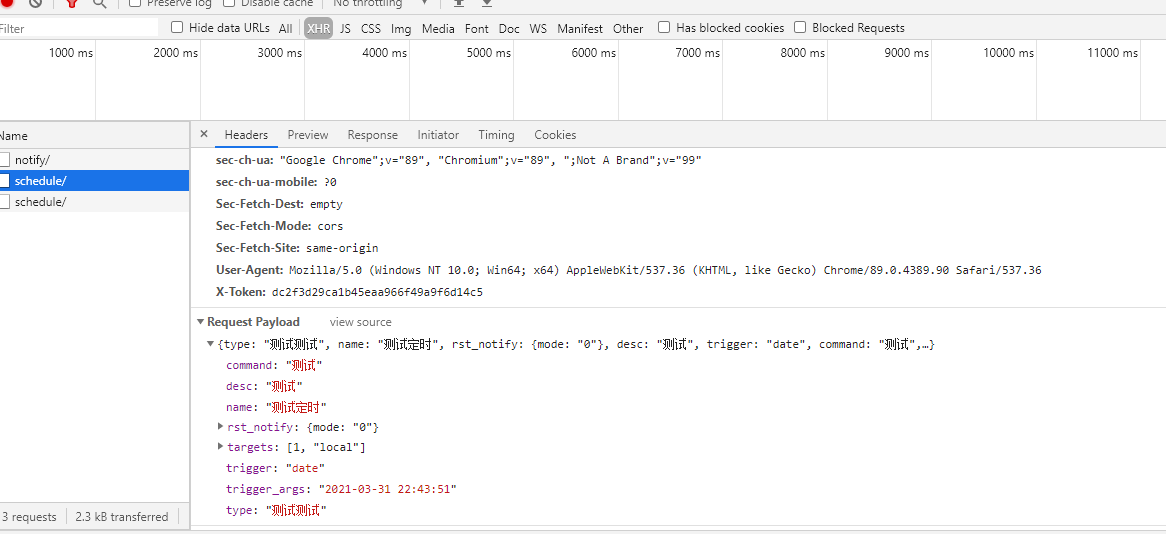 Preserve log Disable cache No throttling
Filter Hide data URLs All XHR JS CSS Img Media Font Doc WS Manifest Other Has blocked cookies Blocked Requests
1000 ms 2000 ms 3000 ms 4000 ms 5000 ms 6000 ms 7000 ms 8000 ms 9000 ms 10000 ms 11000 ms
Name × Headers Preview Response Initiator Timing Cookies
notify/
schedule/
schedule/
sec-ch-ua: "Google Chrome";v="89", "Chromium";v="89", ";Not A Brand";v="99"
sec-ch-ua-mobile: ?0
Sec-Fetch-Dest: empty
Sec-Fetch-Mode: cors
Sec-Fetch-Site: same-origin
User-Agent: Mozilla/5.0 (Windows NT 10.0; Win64; x64) AppleWebKit/537.36 (KHTML, like Gecko) Chrome/89.0.4389.90 Safari/537.36
X-Token: dc2f3d29ca1b45eaa966f49a9f6d14c5
Request Payload view source
{type: "测试测试", name: "测试定时", rst_notify: {mode: "0"}, desc: "测试", trigger: "date", command: "测试",…}
command: "测试"
desc: "测试"
name: "测试定时"
rst_notify: {mode: "0"}
targets: [1, "local"]
trigger: "date"
trigger_args: "2021-03-31 22:43:51"
type: "测试测试"
3 requests 2.3 kB transferred